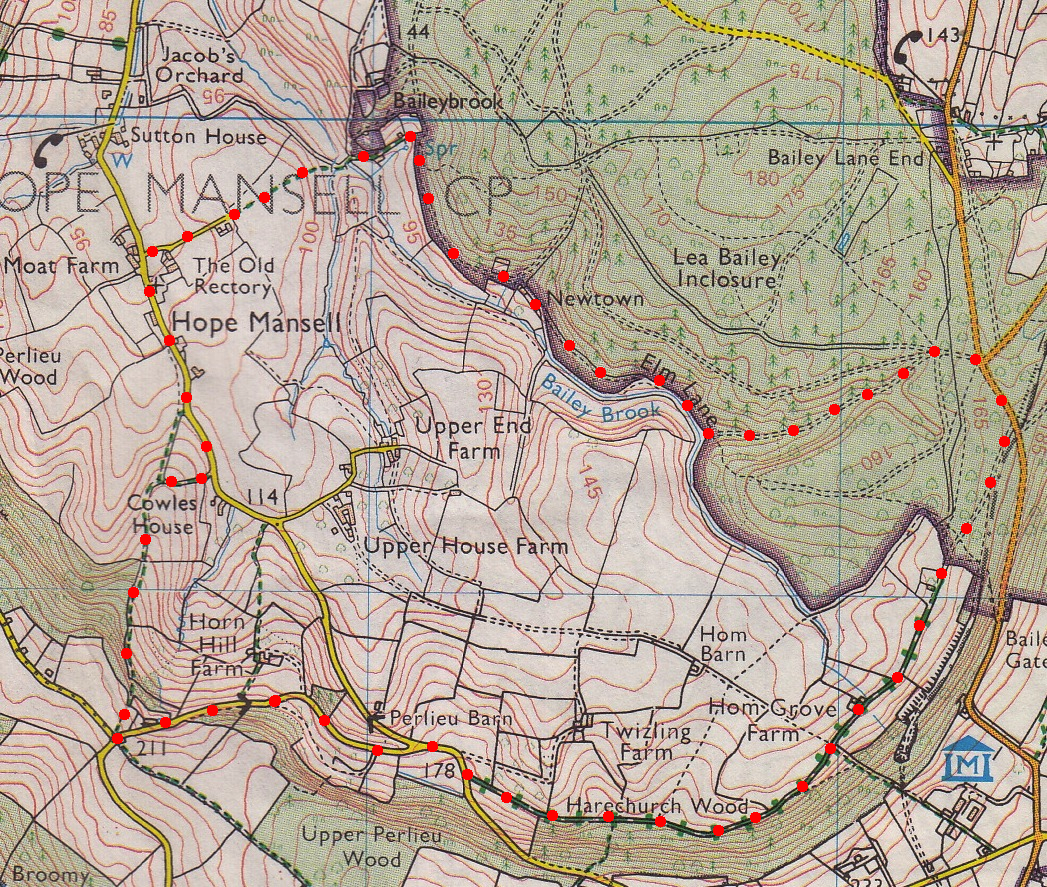 100
85
44
Jacob's
Orchard
95
170
175
143
Baileybrook
Sutton House
W
Spr
Bailey Lane End
OPE MANSELL CP
150
135
180
175
170
95
100
95
Moat Farm
The Old
Rectory
Lea Bailey
Inclosure
165
160
Newtown
Hope Mansell
Perlieu
Wood
Elm Lane
Bailey Brook
130
Upper End
Farm
165
160
145
Cowles
House
114
Upper House Farm
Horn
Hill
Farm
Hom
Barn
Baile
Gate
Hom Grove
Farm
Perlieu Barn
Twizling
Farm
211
178
M
Harechurch Wood
Upper Perlieu
Wood
Broomy